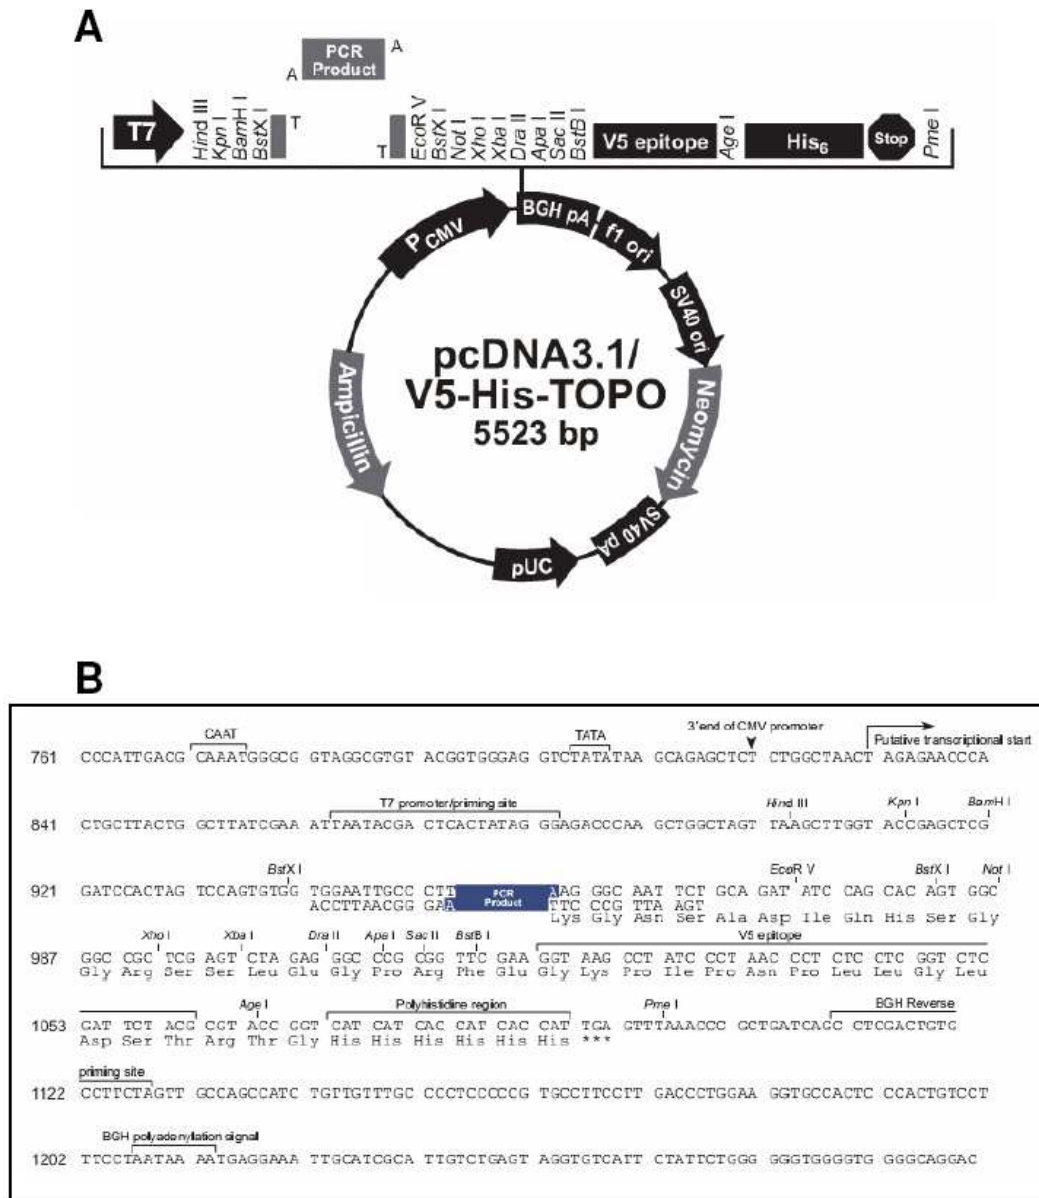 A
PCR
Product
A
A
T
T
T7
Hind III
Kpn I
BamH I
BstX I
EcoR V
BstX I
Not I
Xho I
Xba I
Dra II
Apa I
Sac II
BstB I
V5 epitope
Age I
His6
Stop
Pme I
PCMV
BGH pA
f1 ori
SV40 ori
Neomycin
SV40 pA
pUC
Ampicillin
pcDNA3.1/
V5-His-TOPO
5523 bp
B
CAAT TATA 3' end of CMV promoter Putative transcriptional start
761 CCCATTGACG CAAATGGGCG GTAGGCGTGT ACGGTGGGAG GTCTATATAA GCAGAGCTCT CTGGCTAACT AGAGAACCCA
T7 promoter/priming site Hind III Kpn I BamH I
841 CTGCTTACTG GCTTATCGAA ATTAATACGA CTCACTATAG GGAGACCCAA GCTGGCTAGT TAAGCTTGGT ACCGAGCTCG
BstX I EcoR V BstX I Not I
921 GATCCACTAG TCCAGTGTGG TGGAATTGCC CTT PCR AAG GGC AAT TCT GCA GAT ATC CAG CAC AGT GGC
ACCTTAACGG GAA Product TTC CCG TTA AGT
Lys Gly Asn Ser Ala Asp Ile Gln His Ser Gly
Xho I Xba I Dra II Apa I Sac II BstB I V5 epitope
987 GGC CGC TCG AGT CTA GAG GGC CCG CGG TTC GAA GGT AAG CCT ATC CCT AAC CCT CTC CTC GGT CTC
Gly Arg Ser Ser Leu Glu Gly Pro Arg Phe Glu Gly Lys Pro Ile Pro Asn Pro Leu Leu Gly Leu
Age I Polyhistidine region Pme I BGH Reverse
1053 GAT TCT ACG CGT ACC GGT CAT CAT CAC CAT CAC CAT TGA GTTTAAACCC GCTGATCAGC CTCGACTGTG
Asp Ser Thr Arg Thr Gly His His His His His His ***
priming site
1122 CCTTCTAGTT GCCAGCCATC TGTTGTTTGC CCCTCCCCCG TGCCTTCCTT GACCCTGGAA GGTGCCACTC CCACTGTCCT
BGH polyadenylation signal
1202 TTCCTAATAA AATGAGGAAA TTGCATCGCA TTGTCTGAGT AGGTGTCATT CTATTCTGGG GGGTGGGGTG GGGCAGGAC